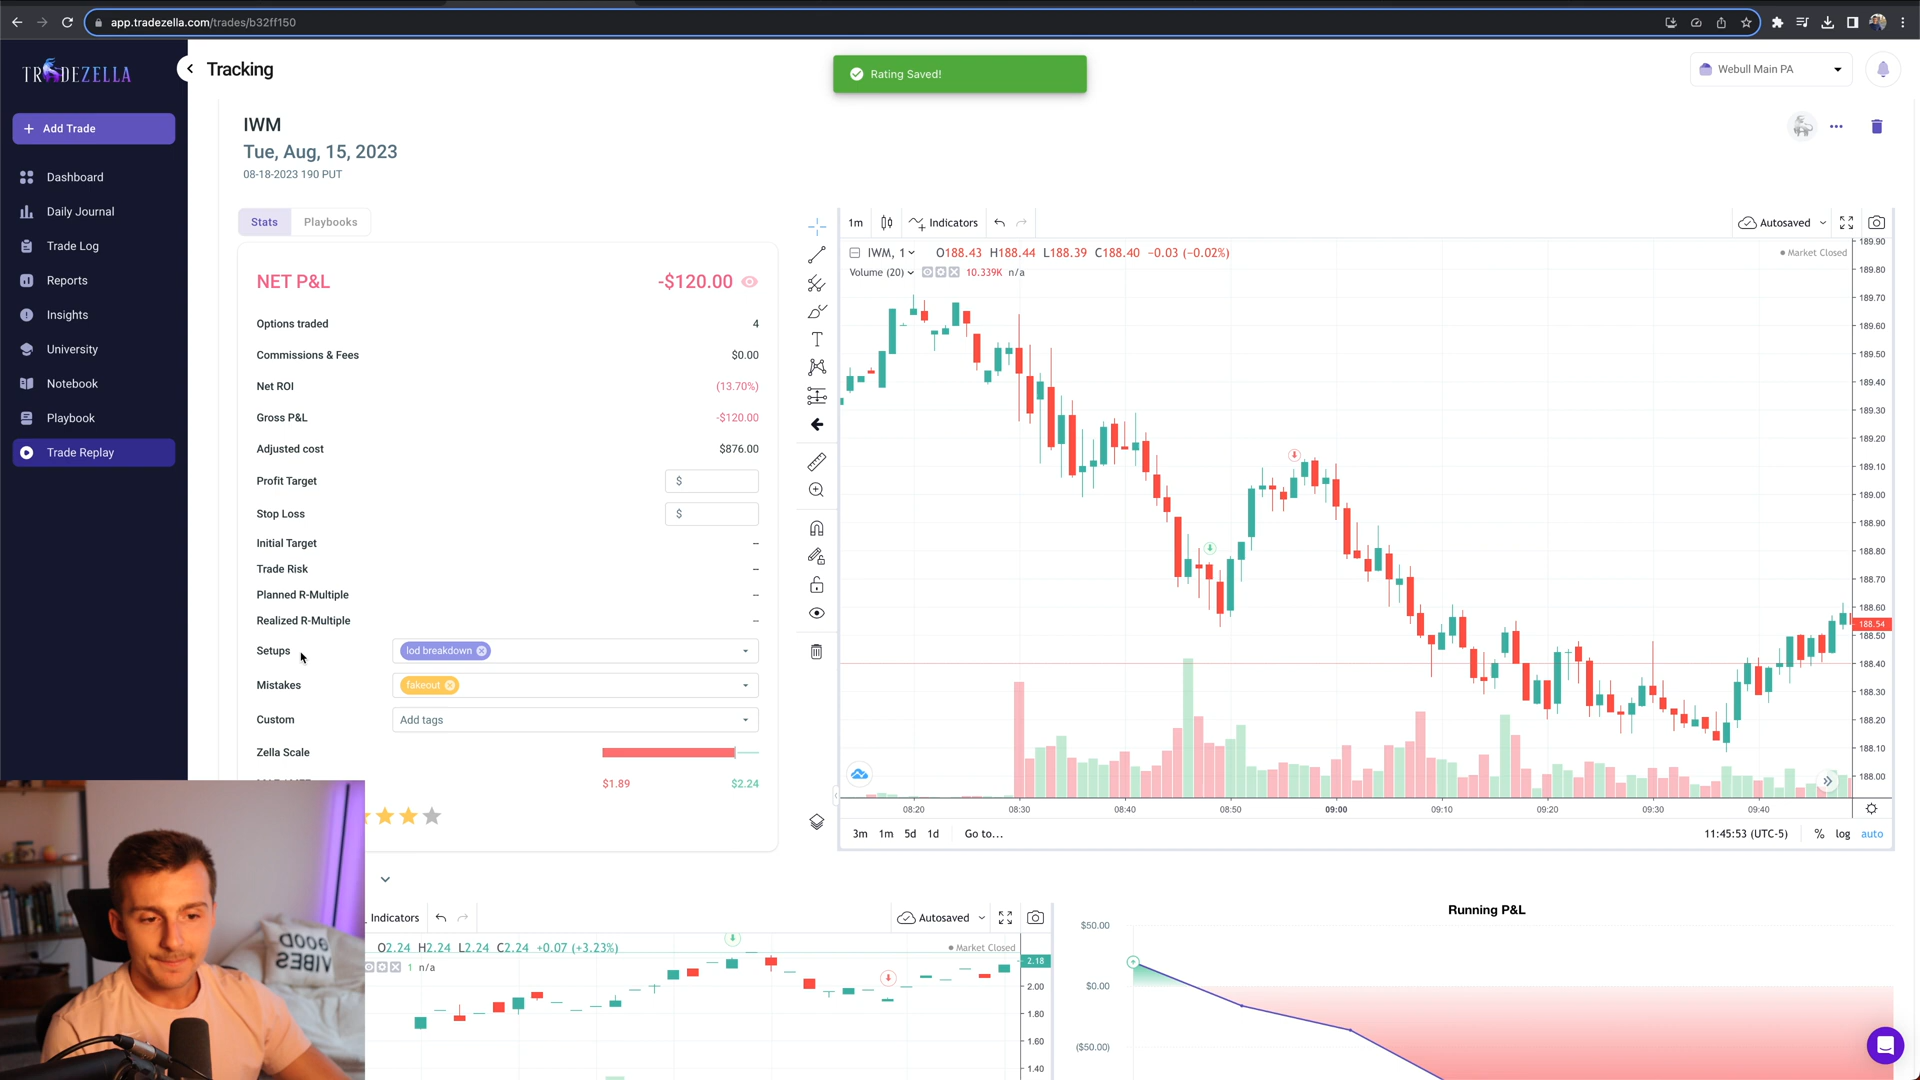 app.tradezella.com/trades/b32ff150
TRADEZELLA
Tracking
Rating Saved!
Webull Main PA
+ Add Trade
Dashboard
Daily Journal
Trade Log
Reports
Insights
University
Notebook
Playbook
Trade Replay
IWM
Tue, Aug, 15, 2023
08-18-2023 190 PUT
Stats
Playbooks
NET P&L -$120.00
Options traded 4
Commissions & Fees $0.00
Net ROI (13.70%)
Gross P&L -$120.00
Adjusted cost $876.00
Profit Target $
Stop Loss $
Initial Target --
Trade Risk --
Planned R-Multiple --
Realized R-Multiple --
Setups lod breakdown
Mistakes fakeout
Custom Add tags
Zella Scale
$1.89 $2.24
1m Indicators Autosaved
IWM, 1 O188.43 H188.44 L188.39 C188.40 −0.03 (−0.02%) Market Closed
Volume (20) 10.339K n/a
189.90
189.80
189.70
189.60
189.50
189.40
189.30
189.20
189.10
189.00
188.90
188.80
188.70
188.60
188.54
188.50
188.40
188.30
188.20
188.10
188.00
08:20 08:30 08:40 08:50 09:00 09:10 09:20 09:30 09:40
3m 1m 5d 1d Go to... 11:45:53 (UTC-5) % log auto
Indicators Autosaved
O2.24 H2.24 L2.24 C2.24 +0.07 (+3.23%) Market Closed
1 n/a
2.18
2.00
1.80
1.60
1.40
Running P&L
$50.00
$0.00
($50.00)
GOOD
VIBES